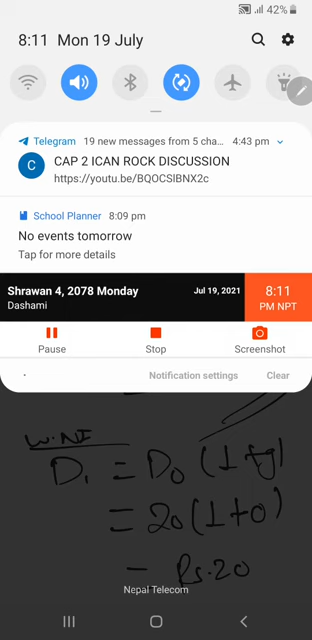 42%
8:11 Mon 19 July
Telegram 19 new messages from 5 cha... 4:43 pm
C
CAP 2 ICAN ROCK DISCUSSION
https://youtu.be/BQOCSIBNX2c
School Planner 8:09 pm
No events tomorrow
Tap for more details
Shrawan 4, 2078 Monday Jul 19, 2021 8:11
Dashami PM NPT
Pause Stop Screenshot
Notification settings Clear
W.N.I
D₁ = D₀ (1+g)
= 20 (1+0)
= Rs.20
Nepal Telecom